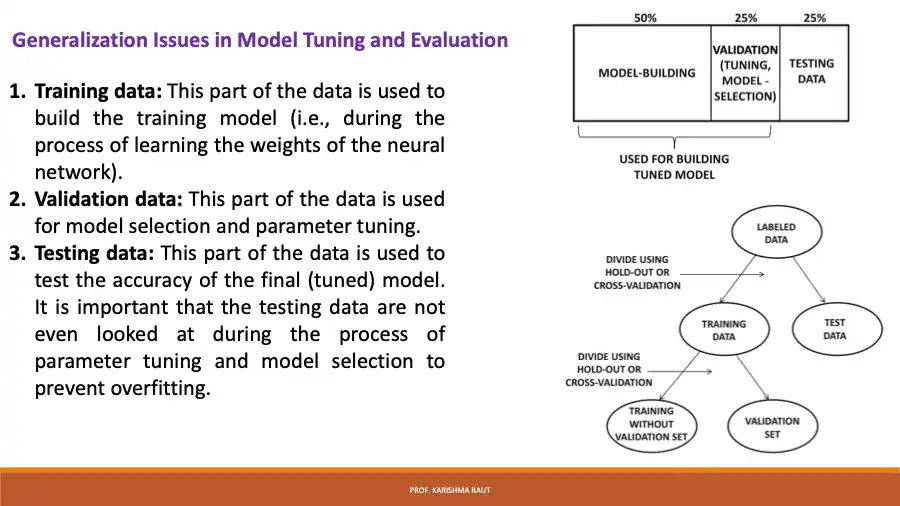 Generalization Issues in Model Tuning and Evaluation
1. Training data: This part of the data is used to
build the training model (i.e., during the
process of learning the weights of the neural
network).
2. Validation data: This part of the data is used
for model selection and parameter tuning.
3. Testing data: This part of the data is used to
test the accuracy of the final (tuned) model.
It is important that the testing data are not
even looked at during the process of
parameter tuning and model selection to
prevent overfitting.
50%
25%
25%
MODEL-BUILDING
VALIDATION
(TUNING,
MODEL -
SELECTION)
TESTING
DATA
USED FOR BUILDING
TUNED MODEL
LABELED
DATA
DIVIDE USING
HOLD-OUT OR
CROSS-VALIDATION
TRAINING
DATA
TEST
DATA
DIVIDE USING
HOLD-OUT OR
CROSS-VALIDATION
TRAINING
WITHOUT
VALIDATION SET
VALIDATION
SET
PROF. KARISHMA RAUT